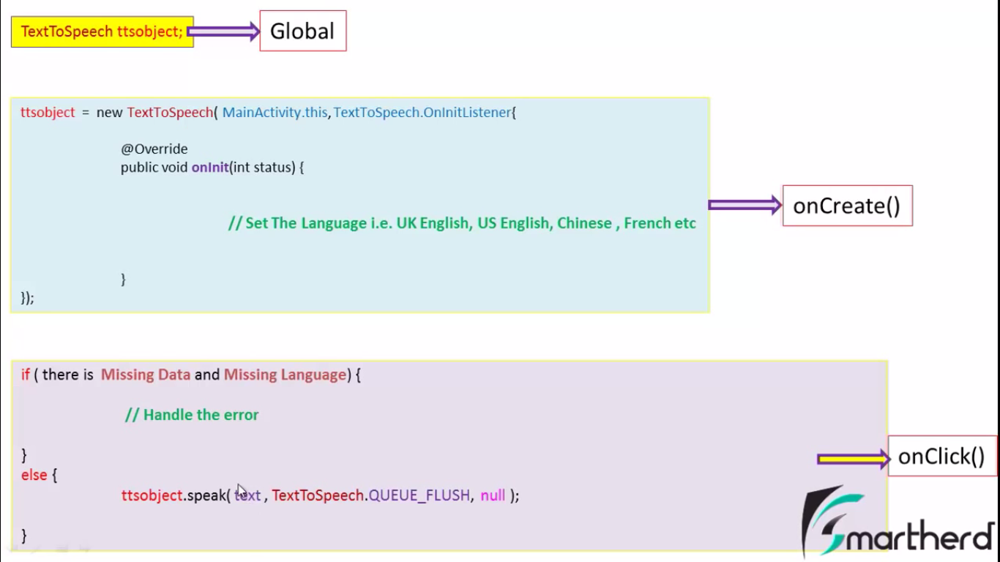 TextToSpeech ttsobject;
Global
ttsobject = new TextToSpeech( MainActivity.this, TextToSpeech.OnInitListener{
@Override
public void onInit(int status) {
// Set The Language i.e. UK English, US English, Chinese , French etc
}
});
onCreate()
if ( there is Missing Data and Missing Language) {
// Handle the error
}
else {
ttsobject.speak( text , TextToSpeech.QUEUE_FLUSH, null );
}
onClick()
Smartherd